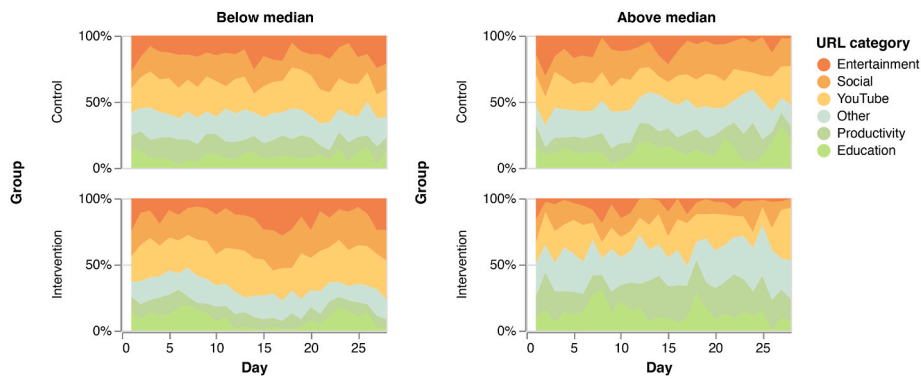 Below median
Above median
URL category
Entertainment
Social
YouTube
Other
Productivity
Education
Group
Control
100%
50%
0%
Group
Control
100%
50%
0%
Intervention
100%
50%
0%
0 5 10 15 20 25
Day
Intervention
100%
50%
0%
0 5 10 15 20 25
Day